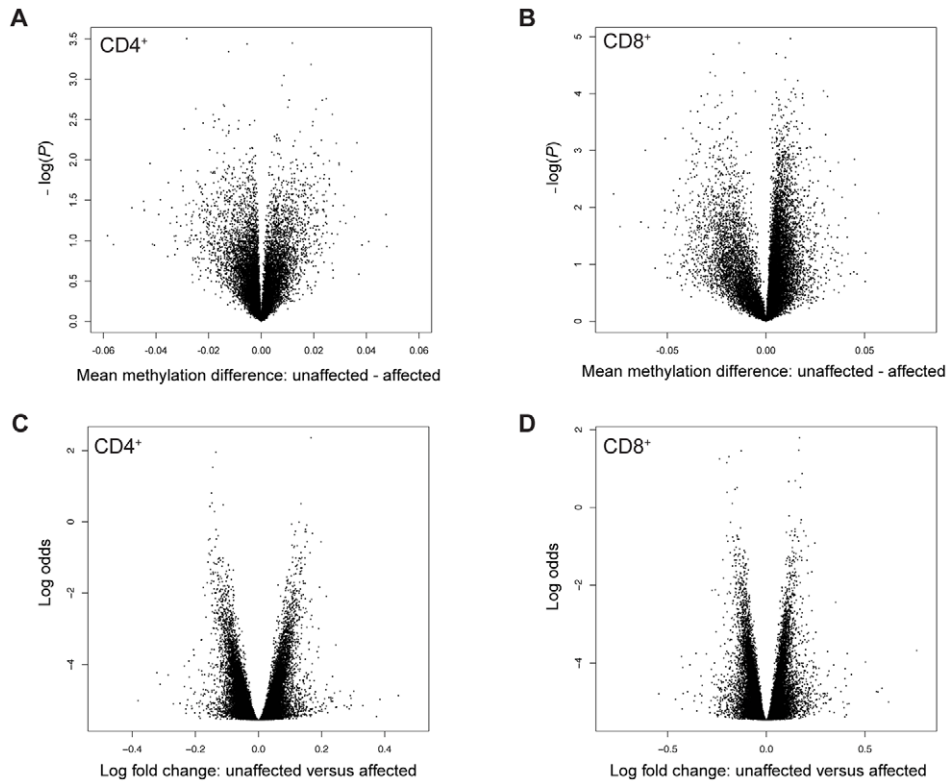 A
CD4⁺
3.5
3.0
2.5
2.0
1.5
1.0
0.5
0.0
- log(P)
-0.06 -0.04 -0.02 0.00 0.02 0.04 0.06
Mean methylation difference: unaffected - affected
B
CD8⁺
5
4
3
2
1
0
-log(P)
-0.05 0.00 0.05
Mean methylation difference: unaffected - affected
C
CD4⁺
2
0
-2
-4
Log odds
-0.4 -0.2 0.0 0.2 0.4
Log fold change: unaffected versus affected
D
CD8⁺
2
0
-2
-4
Log odds
-0.5 0.0 0.5
Log fold change: unaffected versus affected